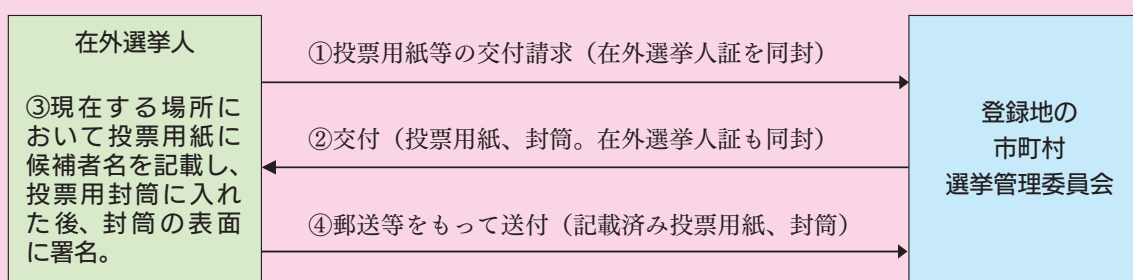 在外選挙人
③現在する場所に
おいて投票用紙に
候補者名を記載し、
投票用封筒に入れ
た後、封筒の表面
に署名。
①投票用紙等の交付請求（在外選挙人証を同封）
②交付（投票用紙、封筒。在外選挙人証も同封）
④郵送等をもって送付（記載済み投票用紙、封筒）
登録地の
市町村
選挙管理委員会